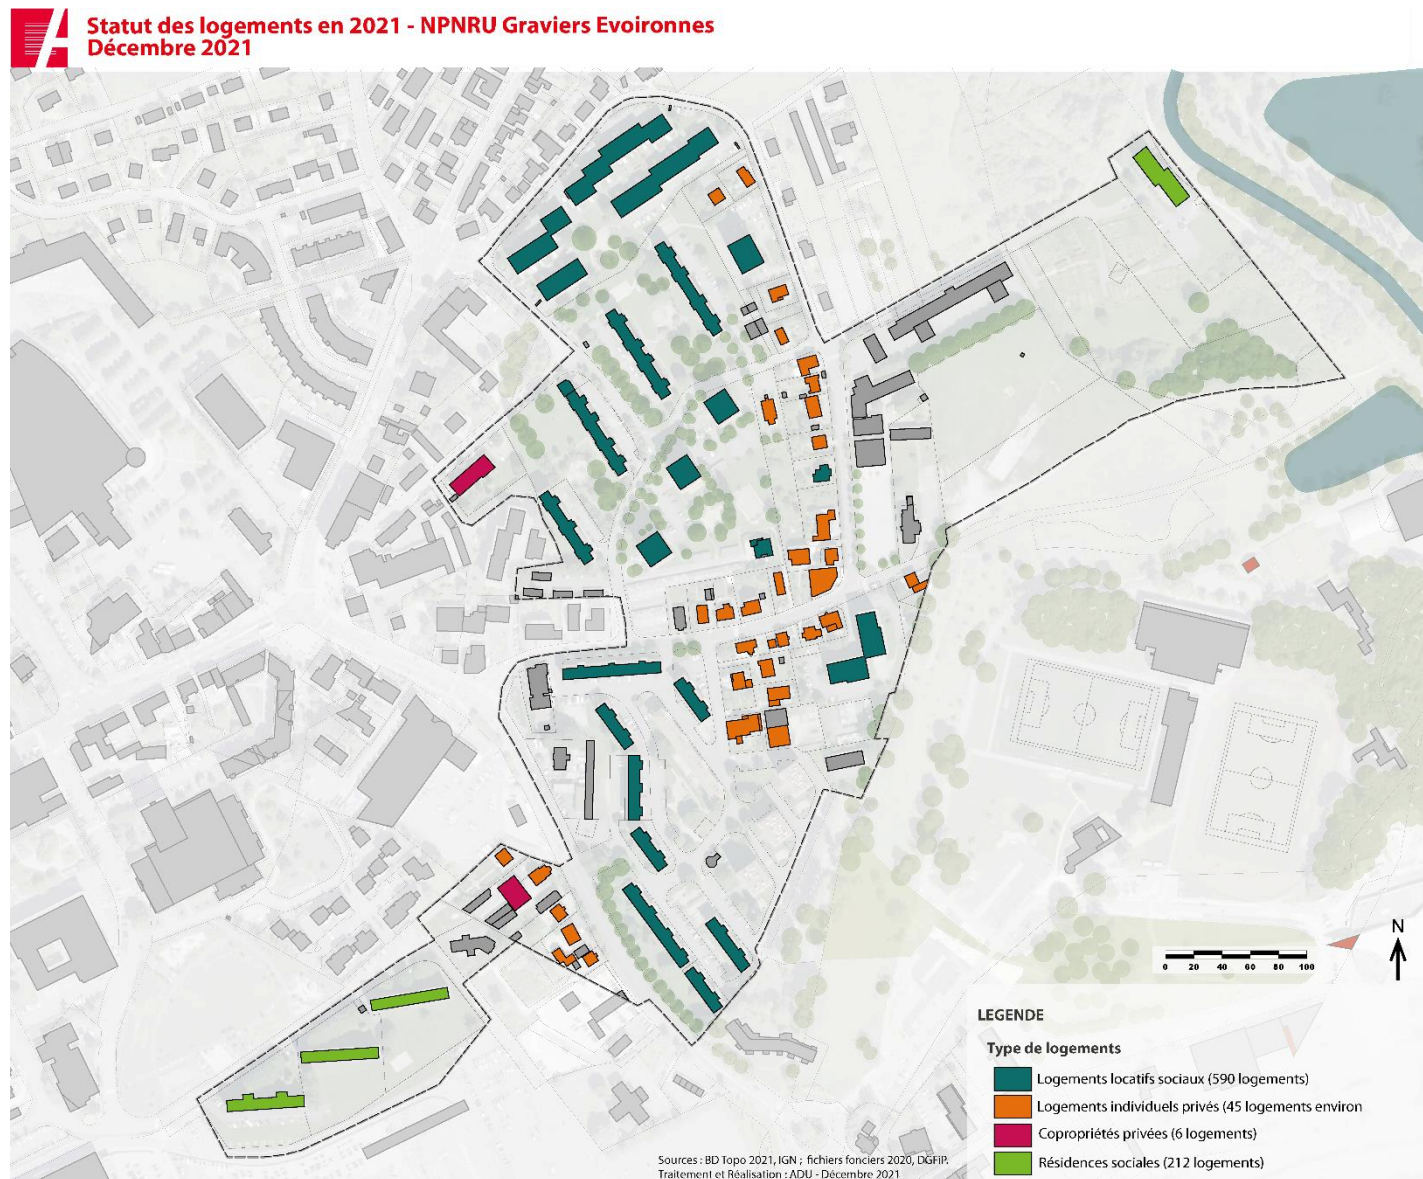 Statut des logements en 2021 - NPNRU Graviers Evoironnes
Décembre 2021
N
0 20 40 60 80 100
LEGENDE
Type de logements
Logements locatifs sociaux (590 logements)
Logements individuels privés (45 logements environ
Copropriétés privées (6 logements)
Résidences sociales (212 logements)
Sources : BD Topo 2021, IGN ; fichiers fonciers 2020, DGFiP.
Traitement et Réalisation : ADU - Décembre 2021